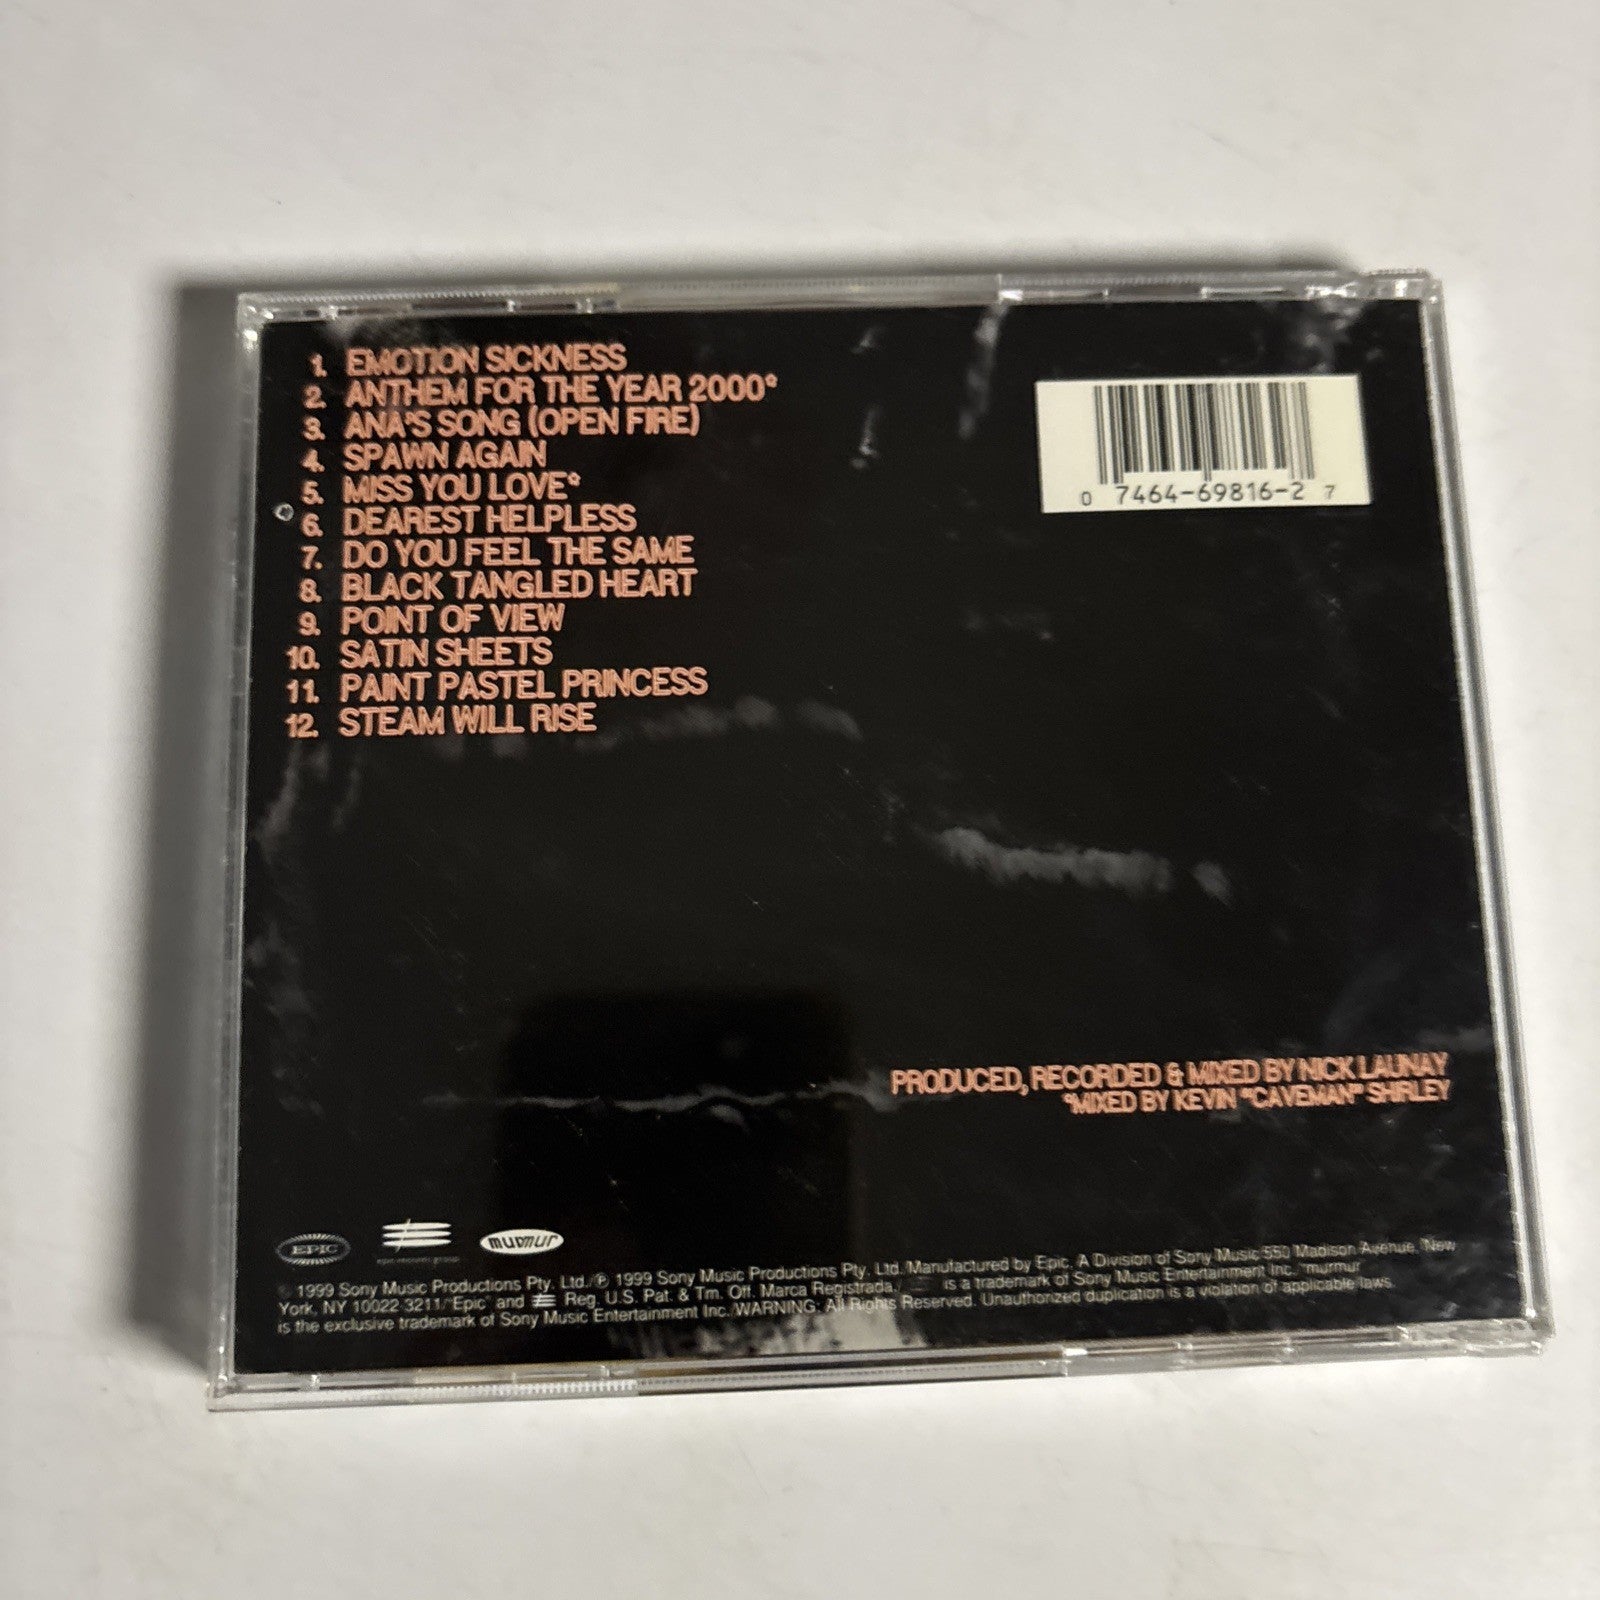 1. EMOTION SICKNESS
2. ANTHEM FOR THE YEAR 2000*
3. ANA'S SONG (OPEN FIRE)
4. SPAWN AGAIN
5. MISS YOU LOVE*
6. DEAREST HELPLESS
7. DO YOU FEEL THE SAME
8. BLACK TANGLED HEART
9. POINT OF VIEW
10. SATIN SHEETS
11. PAINT PASTEL PRINCESS
12. STEAM WILL RISE
0 7464-69816-2 7
PRODUCED, RECORDED & MIXED BY NICK LAUNAY
*MIXED BY KEVIN "CAVEMAN" SHIRLEY
EPIC
murmur
© 1999 Sony Music Productions Pty. Ltd./℗ 1999 Sony Music Productions Pty. Ltd./Manufactured by Epic. A Division of Sony Music/550 Madison Avenue, New
York, NY 10022-3211/"Epic" and Reg. U.S. Pat. & Tm. Off. Marca Registrada./ is a trademark of Sony Music Entertainment Inc./"murmur
is the exclusive trademark of Sony Music Entertainment Inc./WARNING: All Rights Reserved. Unauthorized duplication is a violation of applicable laws.